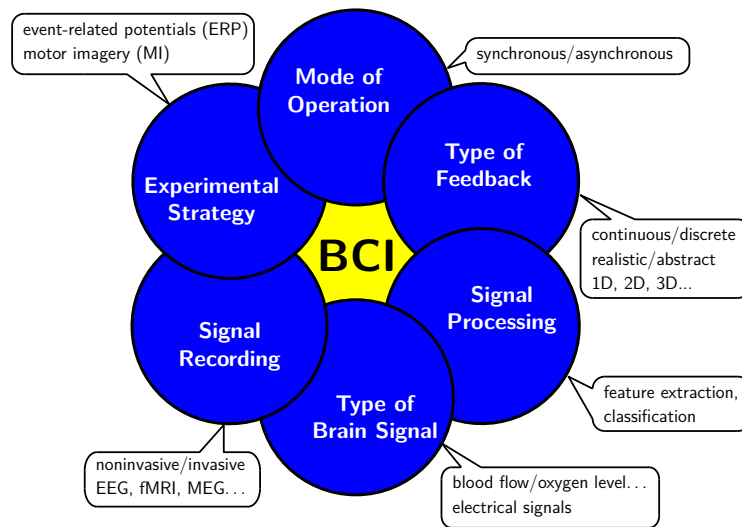 event-related potentials (ERP)
motor imagery (MI)
synchronous/asynchronous
Mode of
Operation
Type of
Feedback
Experimental
Strategy
continuous/discrete
realistic/abstract
1D, 2D, 3D...
BCI
Signal
Processing
Signal
Recording
feature extraction,
classification
Type of
Brain Signal
noninvasive/invasive
EEG, fMRI, MEG...
blood flow/oxygen level...
electrical signals